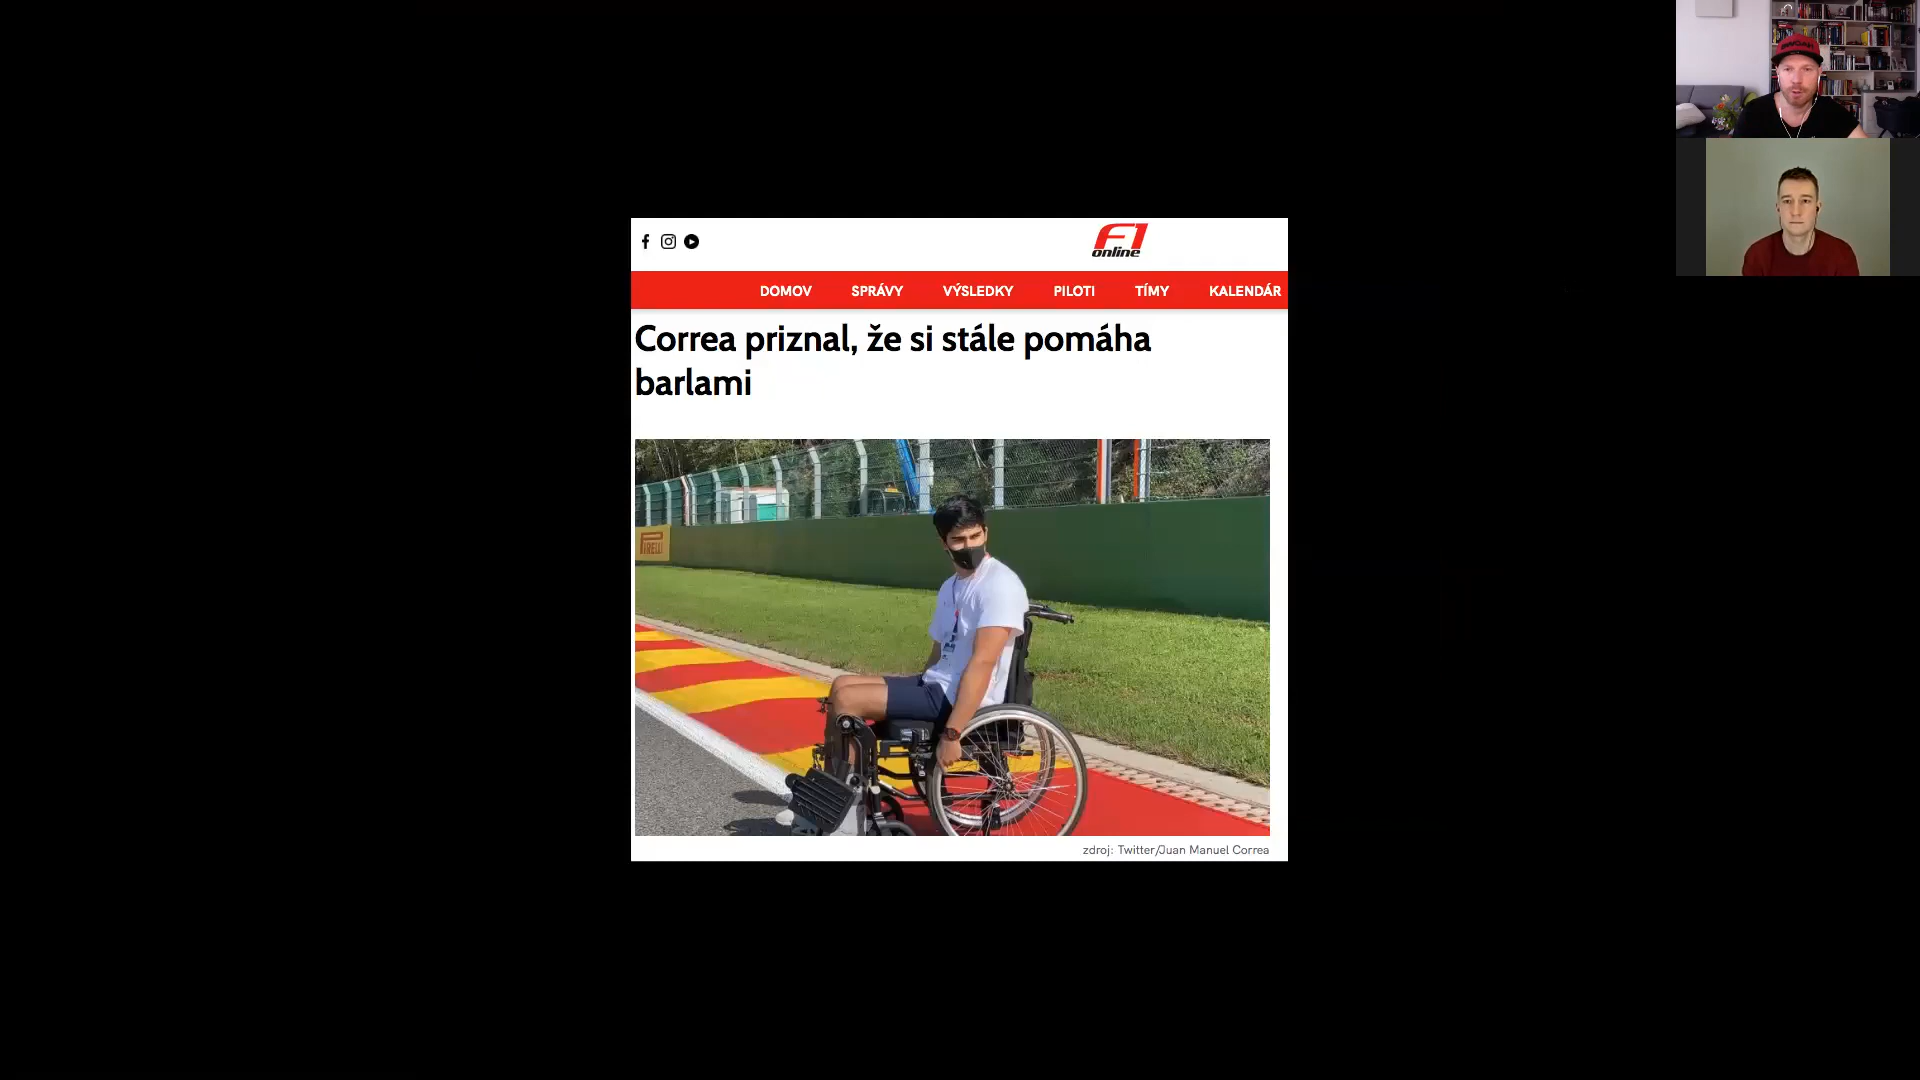 F1
online
DOMOV SPRÁVY VÝSLEDKY PILOTI TÍMY KALENDÁR
Correa priznal, že si stále pomáha
barlami
PIRELLI
zdroj: Twitter/Juan Manuel Correa